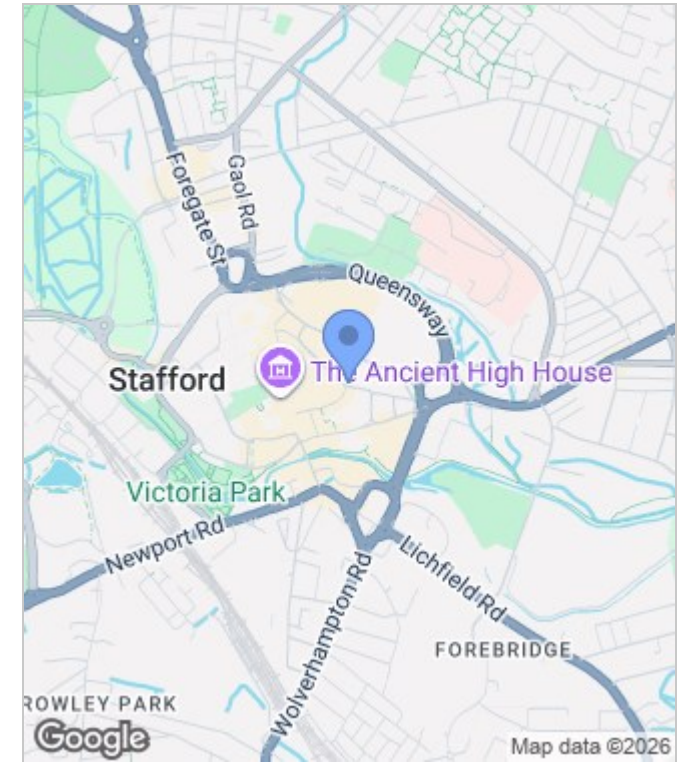 Foregate St
Gaol Rd
Queensway
The Ancient High House
Stafford
Victoria Park
Newport Rd
Lichfield Rd
Wolverhampton Rd
FOREBRIDGE
ROWLEY PARK
Google
Map data ©2026